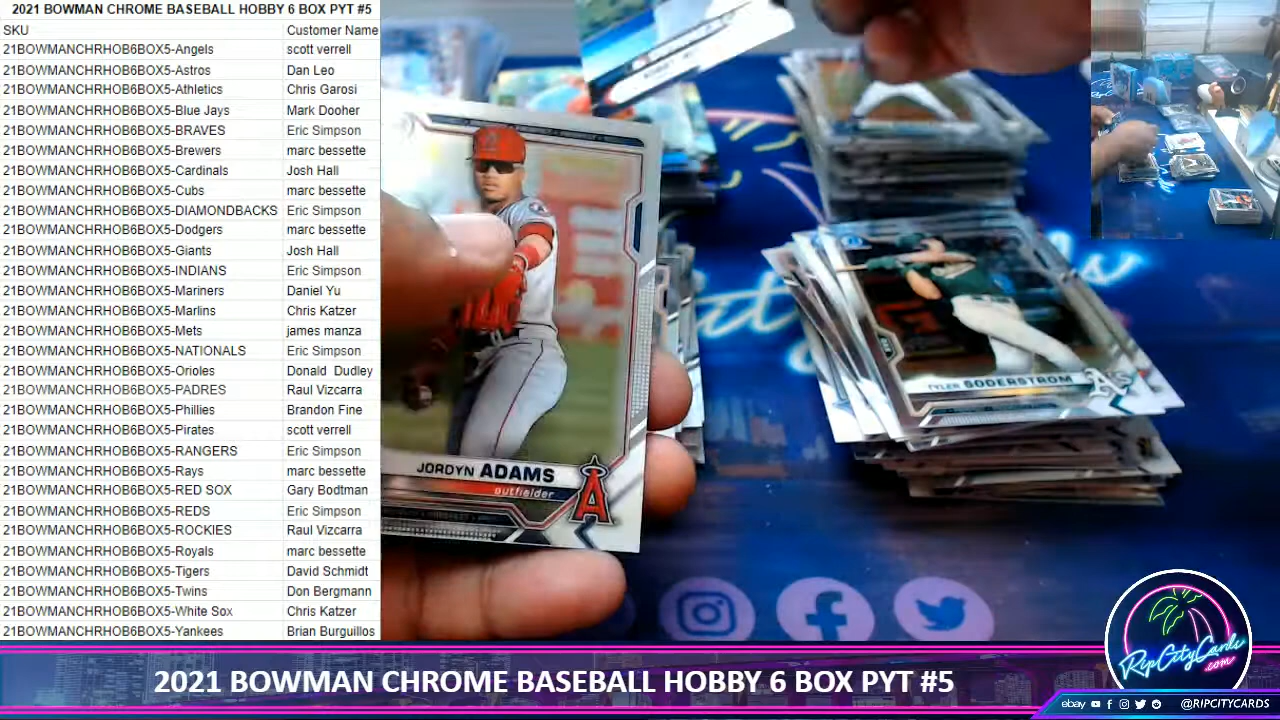 2021 BOWMAN CHROME BASEBALL HOBBY 6 BOX PYT #5
SKU Customer Name
21BOWMANCHRHOB6BOX5-Angels scott verrell
21BOWMANCHRHOB6BOX5-Astros Dan Leo
21BOWMANCHRHOB6BOX5-Athletics Chris Garosi
21BOWMANCHRHOB6BOX5-Blue Jays Mark Dooher
21BOWMANCHRHOB6BOX5-BRAVES Eric Simpson
21BOWMANCHRHOB6BOX5-Brewers marc bessette
21BOWMANCHRHOB6BOX5-Cardinals Josh Hall
21BOWMANCHRHOB6BOX5-Cubs marc bessette
21BOWMANCHRHOB6BOX5-DIAMONDBACKS Eric Simpson
21BOWMANCHRHOB6BOX5-Dodgers marc bessette
21BOWMANCHRHOB6BOX5-Giants Josh Hall
21BOWMANCHRHOB6BOX5-INDIANS Eric Simpson
21BOWMANCHRHOB6BOX5-Mariners Daniel Yu
21BOWMANCHRHOB6BOX5-Marlins Chris Katzer
21BOWMANCHRHOB6BOX5-Mets james manza
21BOWMANCHRHOB6BOX5-NATIONALS Eric Simpson
21BOWMANCHRHOB6BOX5-Orioles Donald Dudley
21BOWMANCHRHOB6BOX5-PADRES Raul Vizcarra
21BOWMANCHRHOB6BOX5-Phillies Brandon Fine
21BOWMANCHRHOB6BOX5-Pirates scott verrell
21BOWMANCHRHOB6BOX5-RANGERS Eric Simpson
21BOWMANCHRHOB6BOX5-Rays marc bessette
21BOWMANCHRHOB6BOX5-RED SOX Gary Bodtman
21BOWMANCHRHOB6BOX5-REDS Eric Simpson
21BOWMANCHRHOB6BOX5-ROCKIES Raul Vizcarra
21BOWMANCHRHOB6BOX5-Royals marc bessette
21BOWMANCHRHOB6BOX5-Tigers David Schmidt
21BOWMANCHRHOB6BOX5-Twins Don Bergmann
21BOWMANCHRHOB6BOX5-White Sox Chris Katzer
21BOWMANCHRHOB6BOX5-Yankees Brian Burguillos
TYLER SODERSTROM
A's
JORDYN ADAMS
outfielder
A
RipCityCards
.com
2021 BOWMAN CHROME BASEBALL HOBBY 6 BOX PYT #5
ebay @RIPCITYCARDS